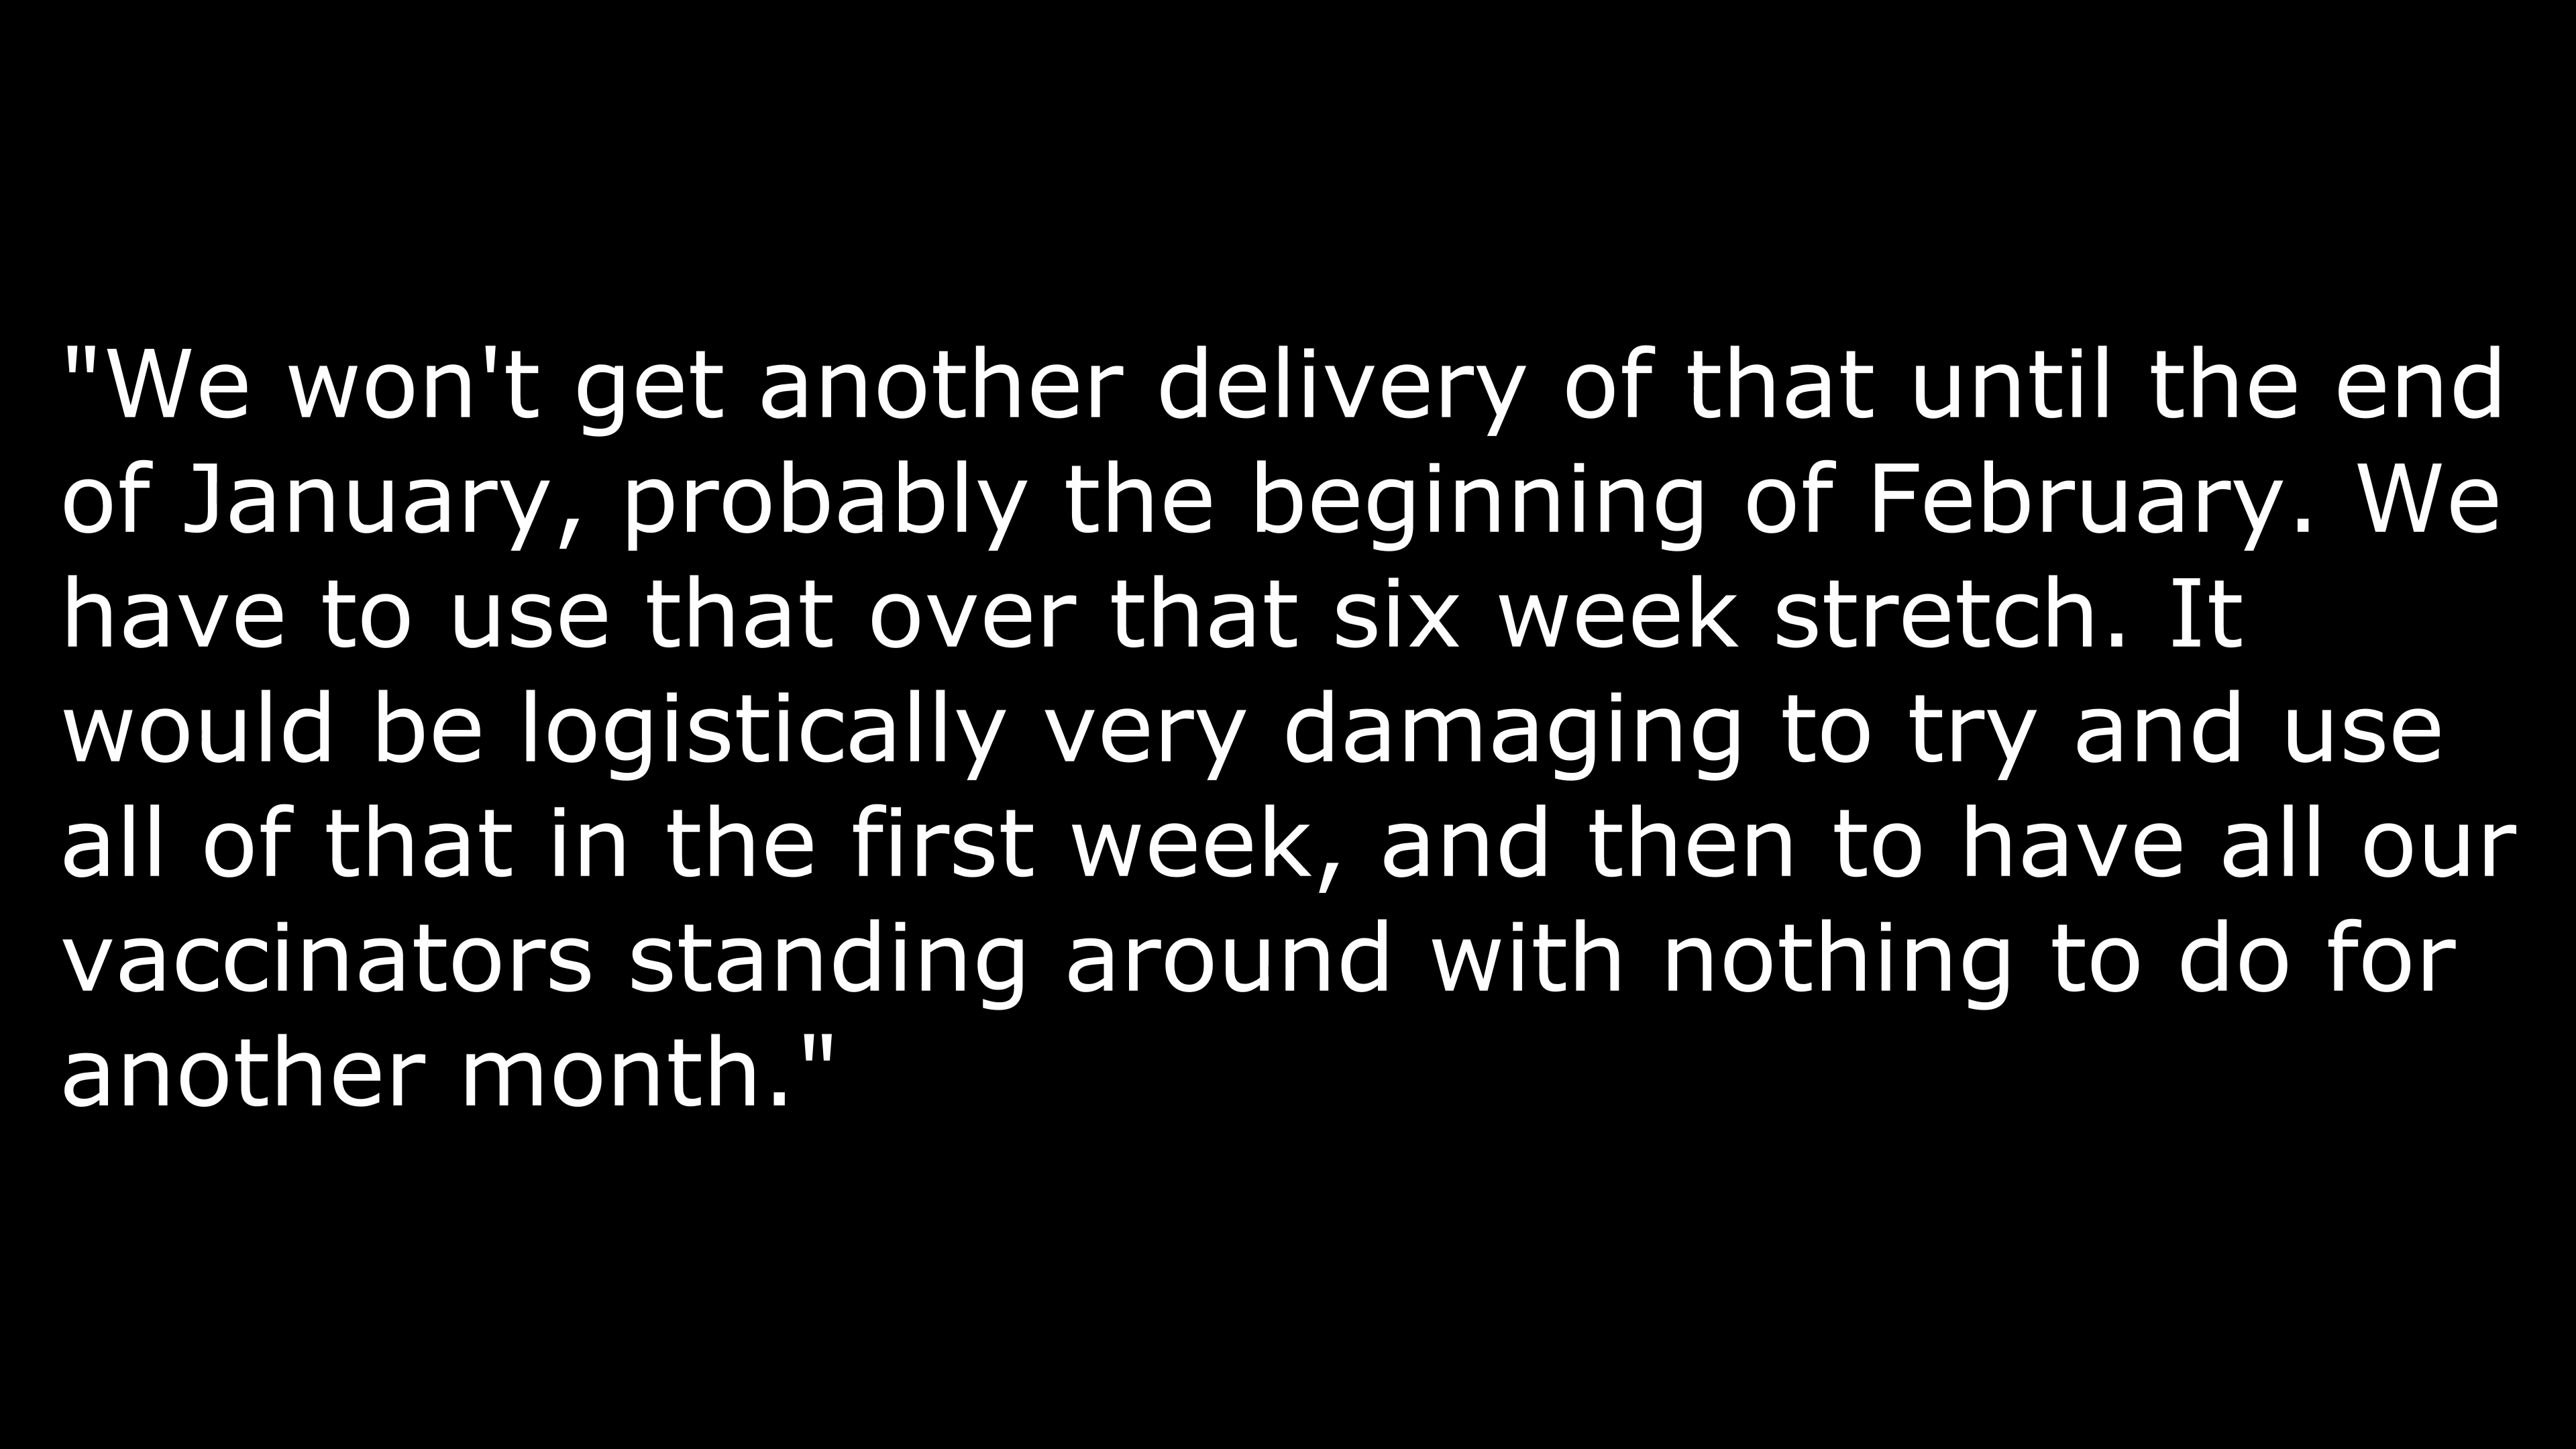 "We won't get another delivery of that until the end
of January, probably the beginning of February. We
have to use that over that six week stretch. It
would be logistically very damaging to try and use
all of that in the first week, and then to have all our
vaccinators standing around with nothing to do for
another month."